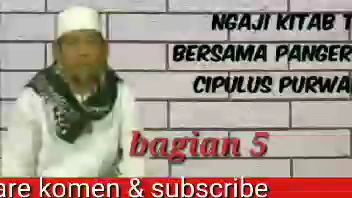 NGAJI KITAB T
BERSAMA PANGER
CIPULUS PURWA
bagian 5
are komen & subscribe